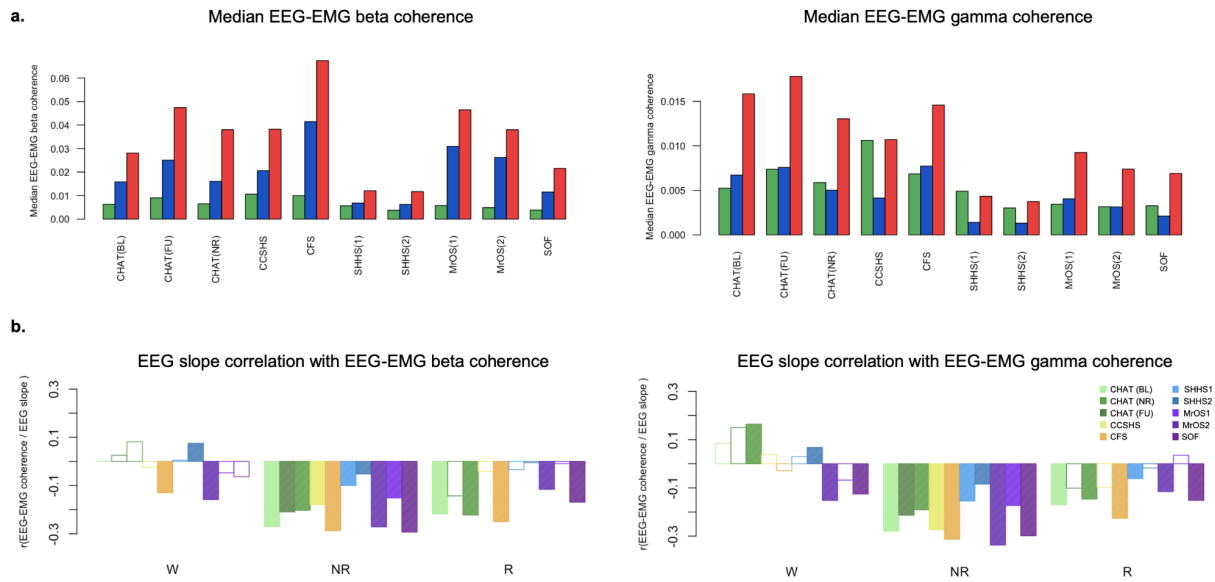 a.
Median EEG-EMG beta coherence
Median EEG-EMG beta coherence
0.06
0.05
0.04
0.03
0.02
0.01
0.00
CHAT(BL)
CHAT(FU)
CHAT(NR)
CCSHS
CFS
SHHS(1)
SHHS(2)
MrOS(1)
MrOS(2)
SOF
Median EEG-EMG gamma coherence
Median EEG-EMG gamma coherence
0.015
0.010
0.005
0.000
CHAT(BL)
CHAT(FU)
CHAT(NR)
CCSHS
CFS
SHHS(1)
SHHS(2)
MrOS(1)
MrOS(2)
SOF
b.
EEG slope correlation with EEG-EMG beta coherence
r(EEG-EMG coherence / EEG slope )
0.3
0.1
-0.1
-0.3
W
NR
R
EEG slope correlation with EEG-EMG gamma coherence
r(EEG-EMG coherence / EEG slope )
0.3
0.1
-0.1
-0.3
CHAT (BL)
CHAT (NR)
CHAT (FU)
CCSHS
CFS
SHHS1
SHHS2
MrOS1
MrOS2
SOF
W
NR
R